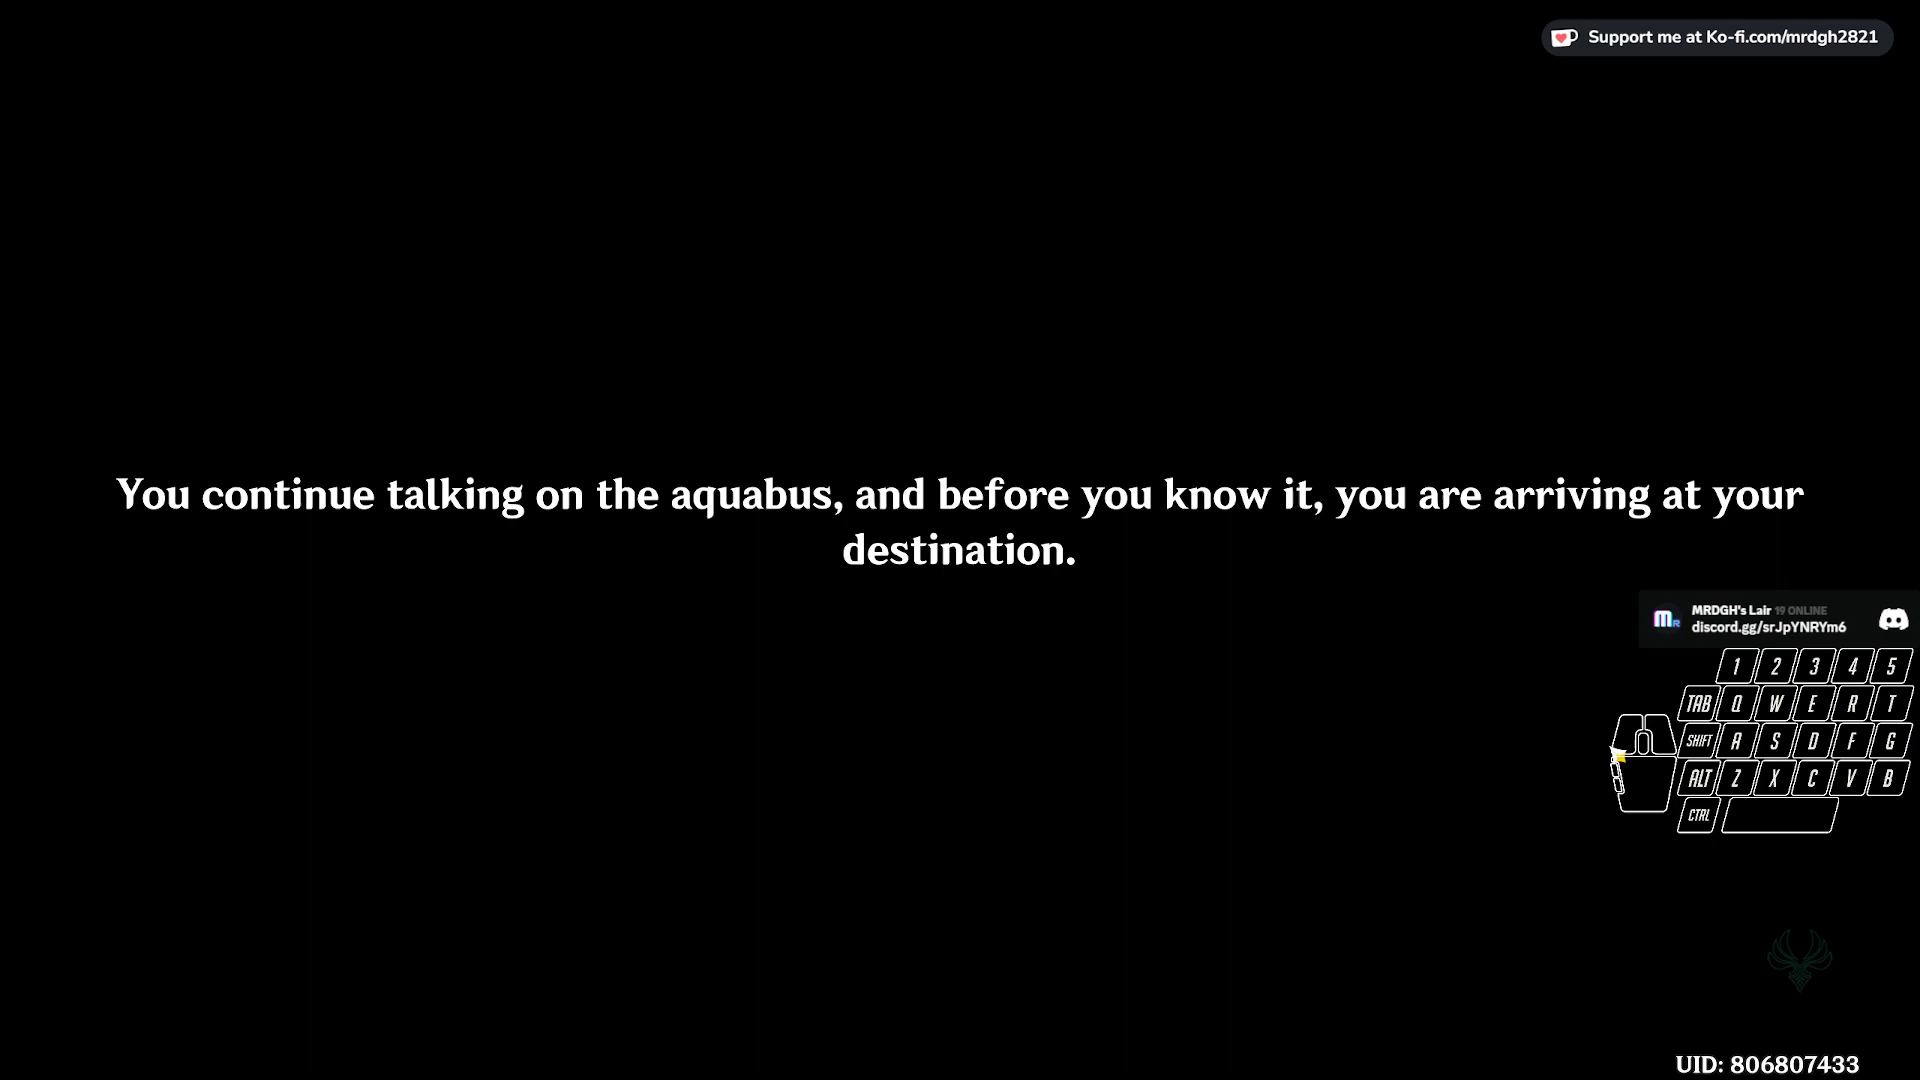 Support me at Ko-fi.com/mrdgh2821
You continue talking on the aquabus, and before you know it, you are arriving at your
destination.
MRDGH's Lair 19 ONLINE
discord.gg/srJpYNRYm6
1 2 3 4 5
TAB Q W E R T
SHIFT A S D F G
ALT Z X C V B
CTRL
UID: 806807433